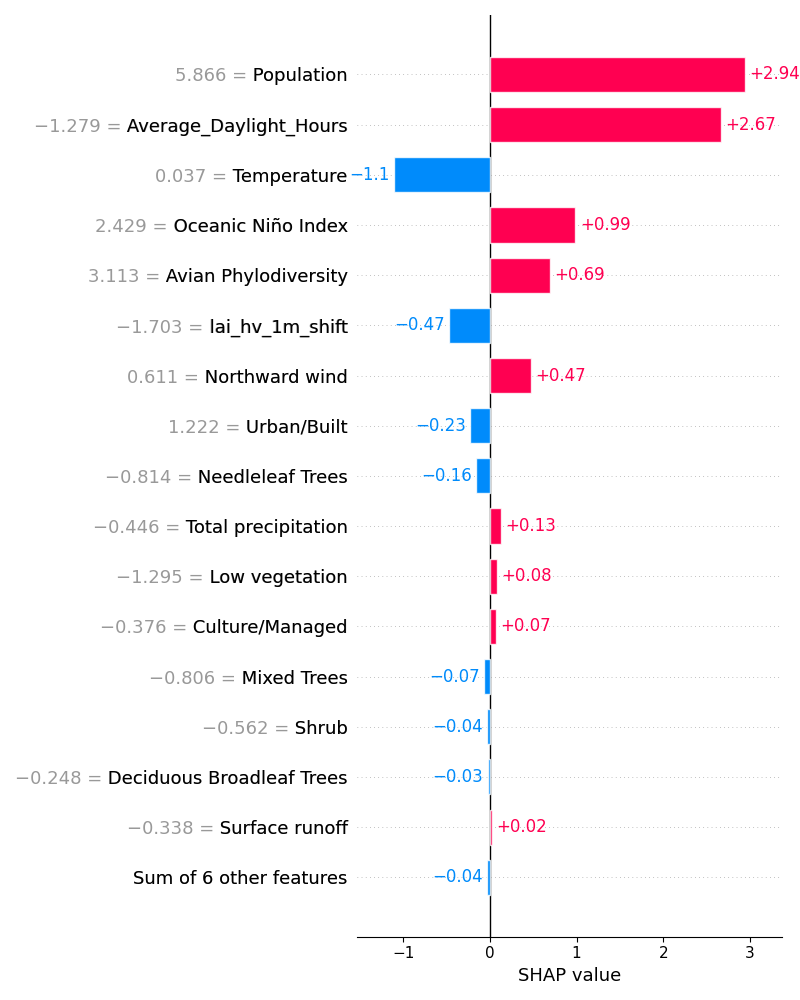 5.866 = Population +2.94
−1.279 = Average_Daylight_Hours +2.67
0.037 = Temperature −1.1
2.429 = Oceanic Niño Index +0.99
3.113 = Avian Phylodiversity +0.69
−1.703 = lai_hv_1m_shift −0.47
0.611 = Northward wind +0.47
1.222 = Urban/Built −0.23
−0.814 = Needleleaf Trees −0.16
−0.446 = Total precipitation +0.13
−1.295 = Low vegetation +0.08
−0.376 = Culture/Managed +0.07
−0.806 = Mixed Trees −0.07
−0.562 = Shrub −0.04
−0.248 = Deciduous Broadleaf Trees −0.03
−0.338 = Surface runoff +0.02
Sum of 6 other features −0.04
−1 0 1 2 3
SHAP value